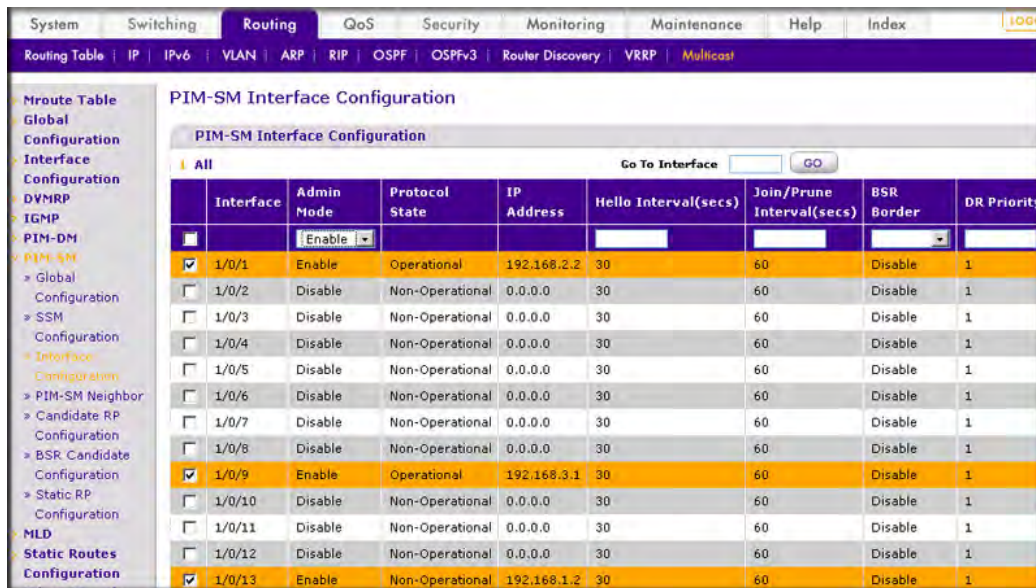 System Switching Routing QoS Security Monitoring Maintenance Help Index LOGO
Routing Table IP IPv6 VLAN ARP RIP OSPF OSPFv3 Router Discovery VRRP Multicast
Mroute Table
Global
Configuration
Interface
Configuration
DVMRP
IGMP
PIM-DM
PIM-SM
» Global
Configuration
» SSM
Configuration
» Interface
Configuration
» PIM-SM Neighbor
» Candidate RP
Configuration
» BSR Candidate
Configuration
» Static RP
Configuration
MLD
Static Routes
Configuration
PIM-SM Interface Configuration
PIM-SM Interface Configuration
1 All Go To Interface GO
Interface Admin Mode Protocol State IP Address Hello Interval(secs) Join/Prune Interval(secs) BSR Border DR Priority
Enable
1/0/1 Enable Operational 192.168.2.2 30 60 Disable 1
1/0/2 Disable Non-Operational 0.0.0.0 30 60 Disable 1
1/0/3 Disable Non-Operational 0.0.0.0 30 60 Disable 1
1/0/4 Disable Non-Operational 0.0.0.0 30 60 Disable 1
1/0/5 Disable Non-Operational 0.0.0.0 30 60 Disable 1
1/0/6 Disable Non-Operational 0.0.0.0 30 60 Disable 1
1/0/7 Disable Non-Operational 0.0.0.0 30 60 Disable 1
1/0/8 Disable Non-Operational 0.0.0.0 30 60 Disable 1
1/0/9 Enable Operational 192.168.3.1 30 60 Disable 1
1/0/10 Disable Non-Operational 0.0.0.0 30 60 Disable 1
1/0/11 Disable Non-Operational 0.0.0.0 30 60 Disable 1
1/0/12 Disable Non-Operational 0.0.0.0 30 60 Disable 1
1/0/13 Enable Non-Operational 192.168.1.2 30 60 Disable 1